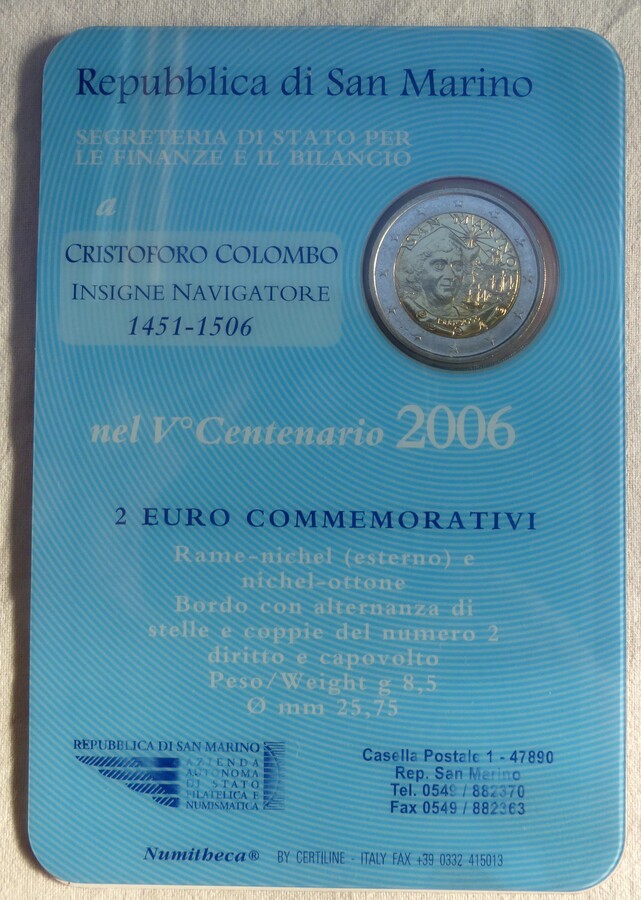 Repubblica di San Marino
SEGRETERIA DI STATO PER
LE FINANZE E IL BILANCIO
a
CRISTOFORO COLOMBO
INSIGNE NAVIGATORE
1451-1506
SAN MARINO
nel V° Centenario 2006
2 EURO COMMEMORATIVI
Rame-nichel (esterno) e
nichel-ottone
Bordo con alternanza di
stelle e coppie del numero 2
diritto e capovolto
Peso/Weight g 8,5
Ø mm 25,75
REPUBBLICA DI SAN MARINO
AZIENDA
AUTONOMA
DI STATO
FILATELICA E
NUMISMATICA
Casella Postale 1 - 47890
Rep. San Marino
Tel. 0549 / 882370
Fax 0549 / 882363
Numitheca® BY CERTILINE - ITALY FAX +39 0332 415013